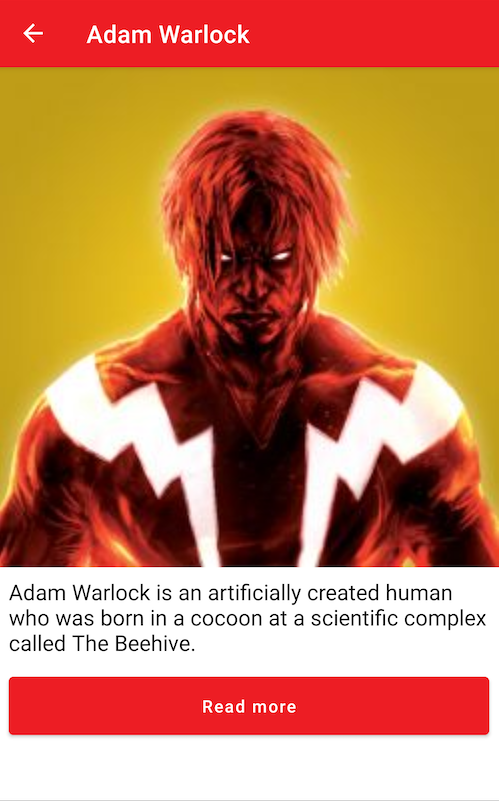 Adam Warlock
Adam Warlock is an artificially created human
who was born in a cocoon at a scientific complex
called The Beehive.
Read more